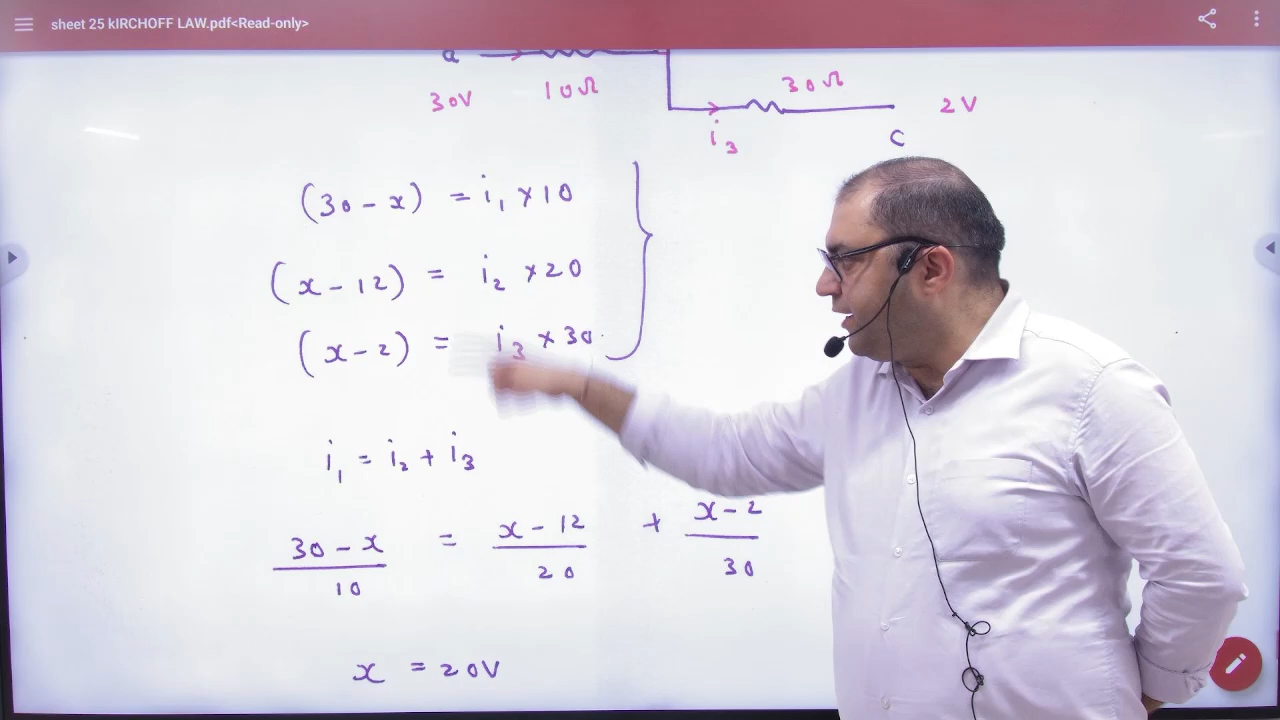 sheet 25 kIRCHOFF LAW.pdf<Read-only>
a
30V 10Ω 30Ω 2V
i₃ C
(30 - x) = i₁ × 10
(x - 12) = i₂ × 20
(x - 2) = i₃ × 30
i₁ = i₂ + i₃
30 - x / 10 = x - 12 / 20 + x - 2 / 30
x = 20V